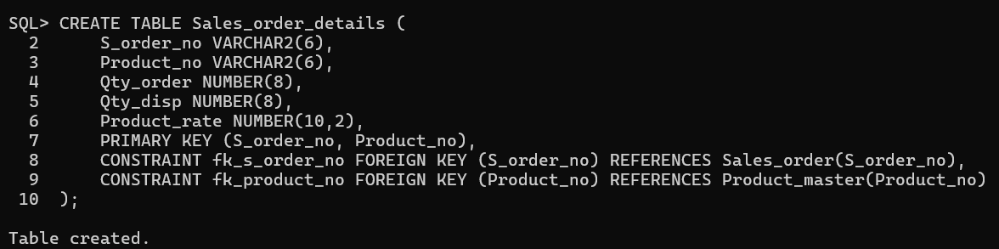 SQL> CREATE TABLE Sales_order_details (
  2      S_order_no VARCHAR2(6),
  3      Product_no VARCHAR2(6),
  4      Qty_order NUMBER(8),
  5      Qty_disp NUMBER(8),
  6      Product_rate NUMBER(10,2),
  7      PRIMARY KEY (S_order_no, Product_no),
  8      CONSTRAINT fk_s_order_no FOREIGN KEY (S_order_no) REFERENCES Sales_order(S_order_no),
  9      CONSTRAINT fk_product_no FOREIGN KEY (Product_no) REFERENCES Product_master(Product_no)
 10  );
Table created.